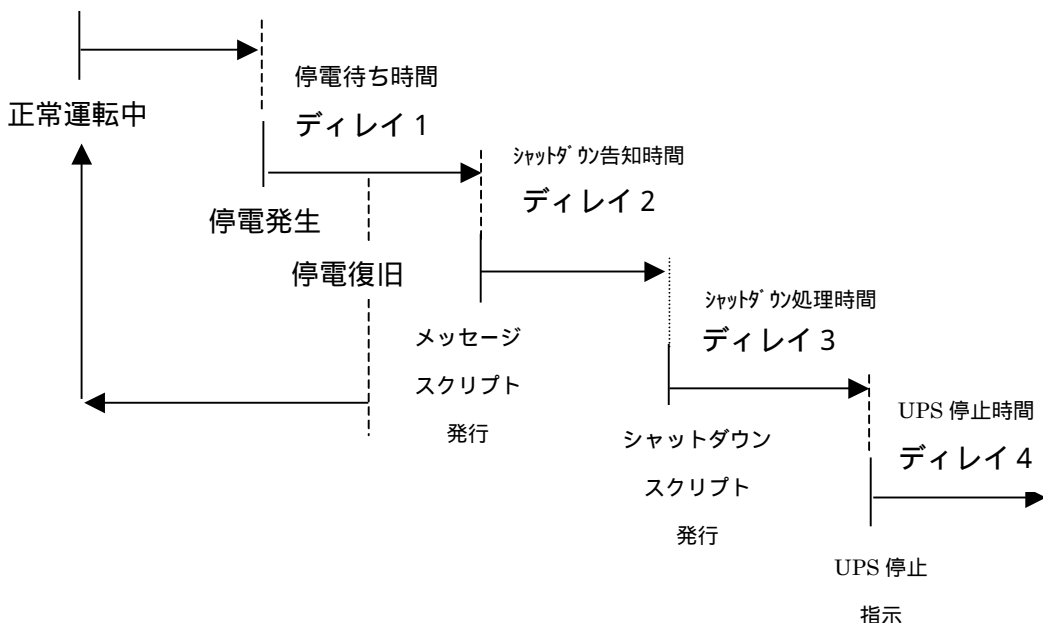 停電待ち時間
正常運転中
ディレイ 1
ｼｬｯﾄﾀﾞｳﾝ告知時間
ディレイ 2
停電発生
停電復旧
ｼｬｯﾄﾀﾞｳﾝ処理時間
ディレイ 3
メッセージ
スクリプト
発行
UPS 停止時間
ディレイ 4
シャットダウン
スクリプト
発行
UPS 停止
指示